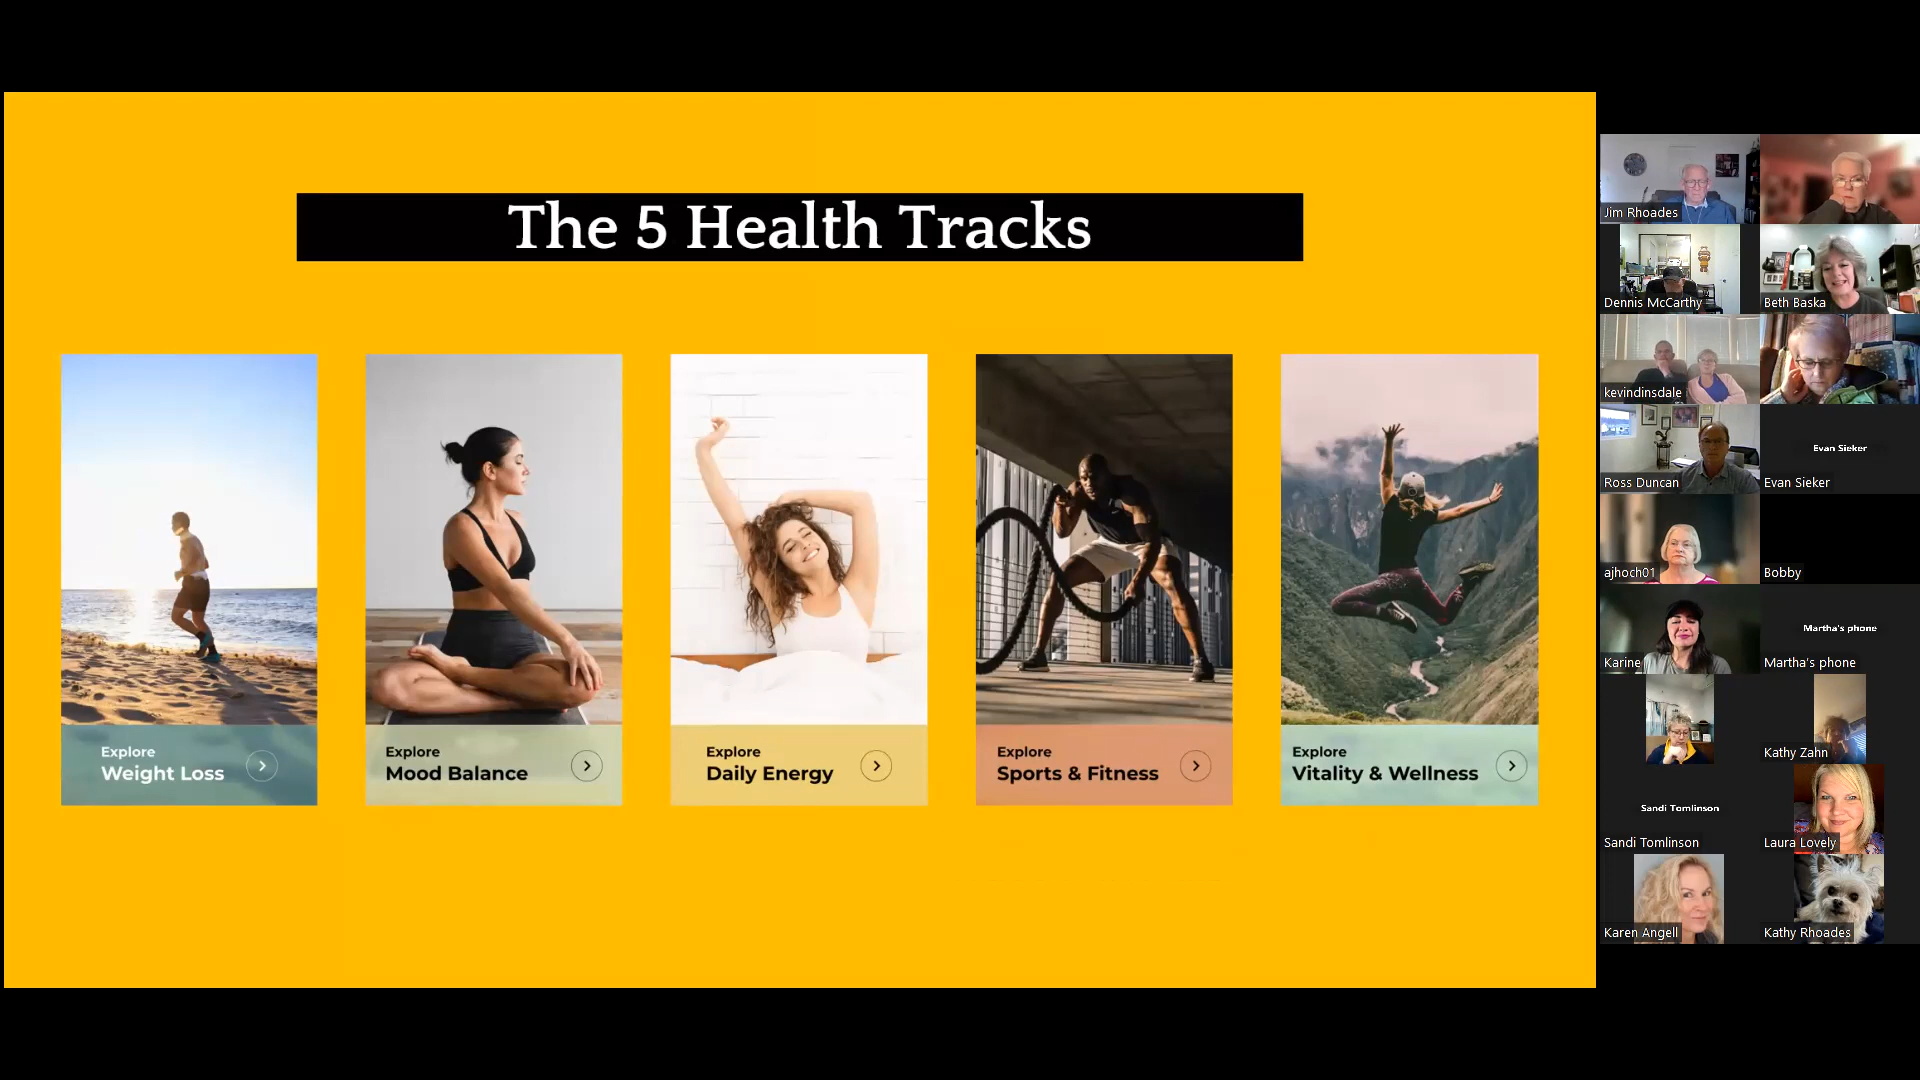 The 5 Health Tracks
Explore
Weight Loss
Explore
Mood Balance
Explore
Daily Energy
Explore
Sports & Fitness
Explore
Vitality & Wellness
Jim Rhoades
Dennis McCarthy
Beth Baska
kevindinsdale
Ross Duncan
Evan Sieker
Evan Sieker
ajhoch01
Bobby
Karine
Martha's phone
Martha's phone
Kathy Zahn
Sandi Tomlinson
Sandi Tomlinson
Laura Lovely
Karen Angell
Kathy Rhoades